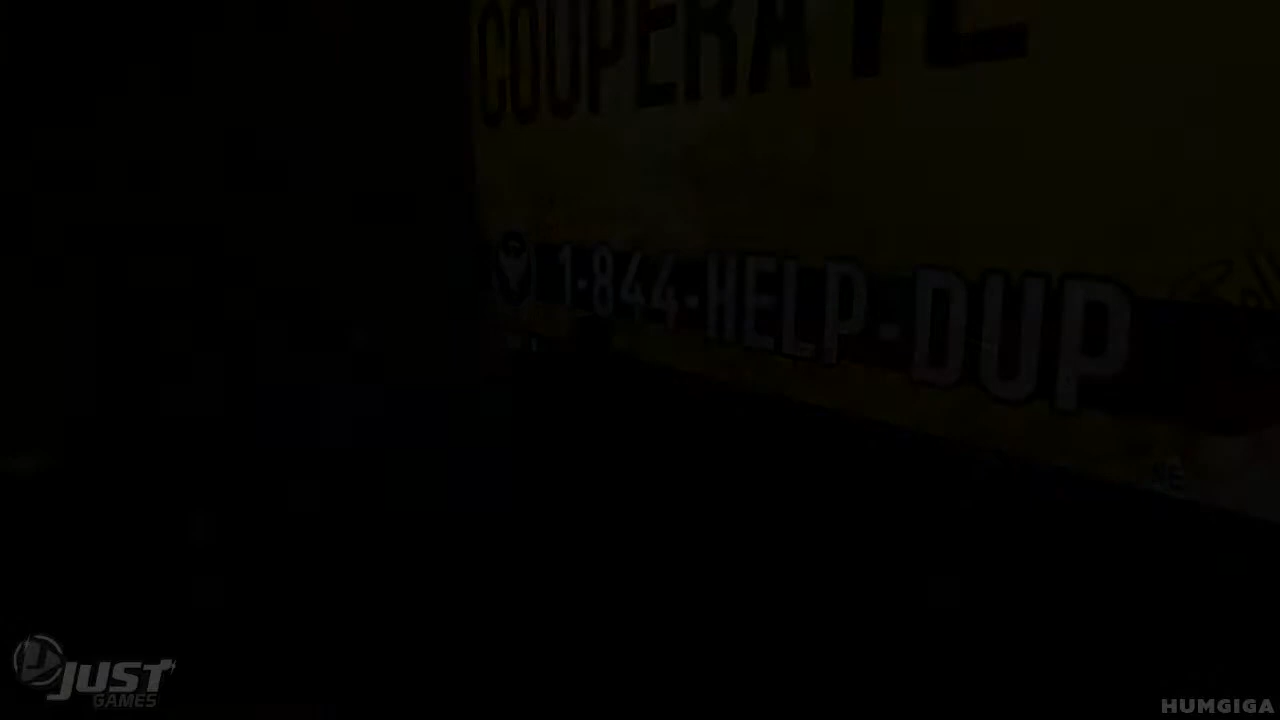 COOPERATE
1-844-HELP-DUP
JUST
GAMES
HUMGIGA